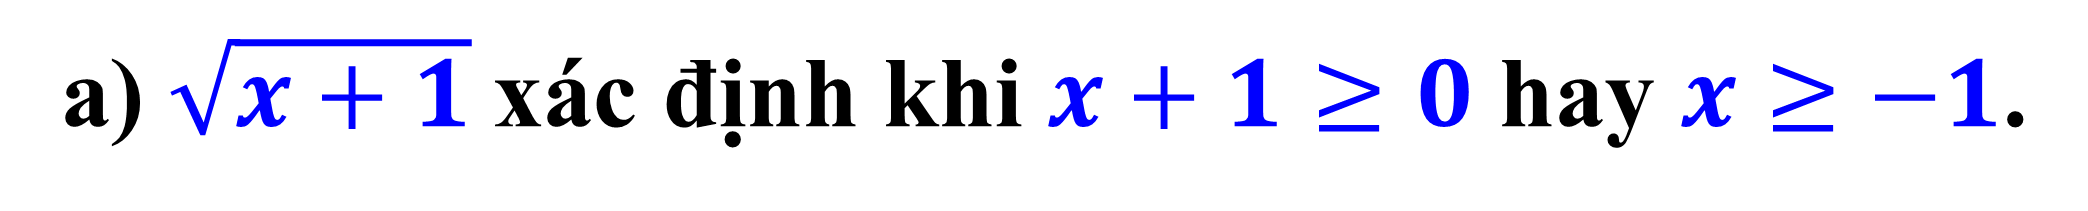 a) √(x + 1) xác định khi x + 1 ≥ 0 hay x ≥ −1.